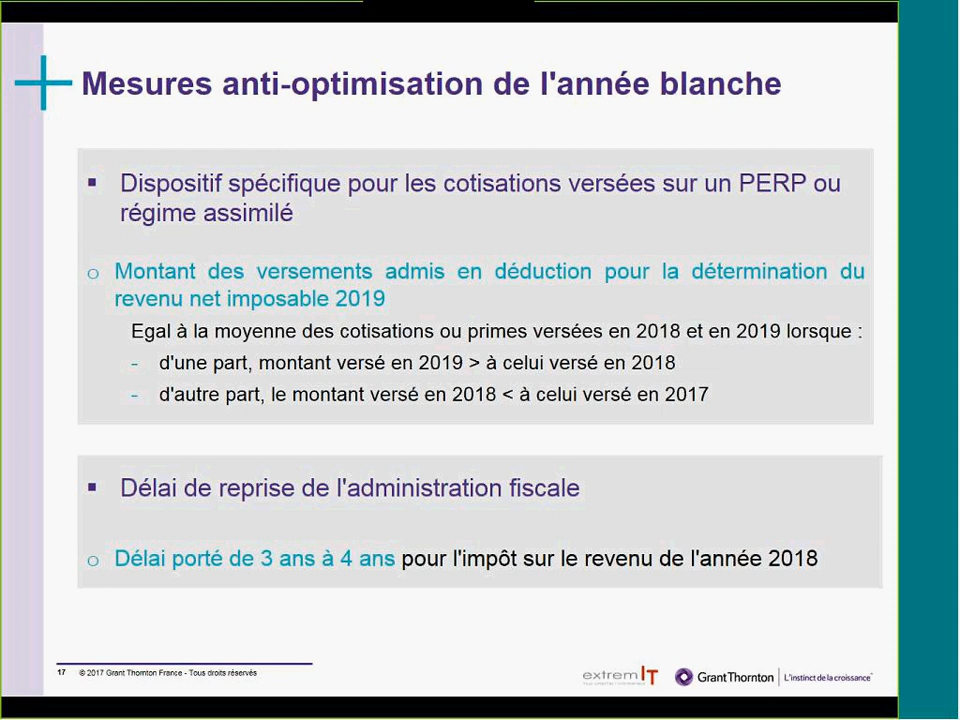 Mesures anti-optimisation de l'année blanche
▪ Dispositif spécifique pour les cotisations versées sur un PERP ou
régime assimilé
o Montant des versements admis en déduction pour la détermination du
revenu net imposable 2019
Egal à la moyenne des cotisations ou primes versées en 2018 et en 2019 lorsque :
- d'une part, montant versé en 2019 > à celui versé en 2018
- d'autre part, le montant versé en 2018 < à celui versé en 2017
▪ Délai de reprise de l'administration fiscale
o Délai porté de 3 ans à 4 ans pour l'impôt sur le revenu de l'année 2018
17 © 2017 Grant Thornton France - Tous droits réservés
extremIT
GrantThornton L'instinct de la croissance